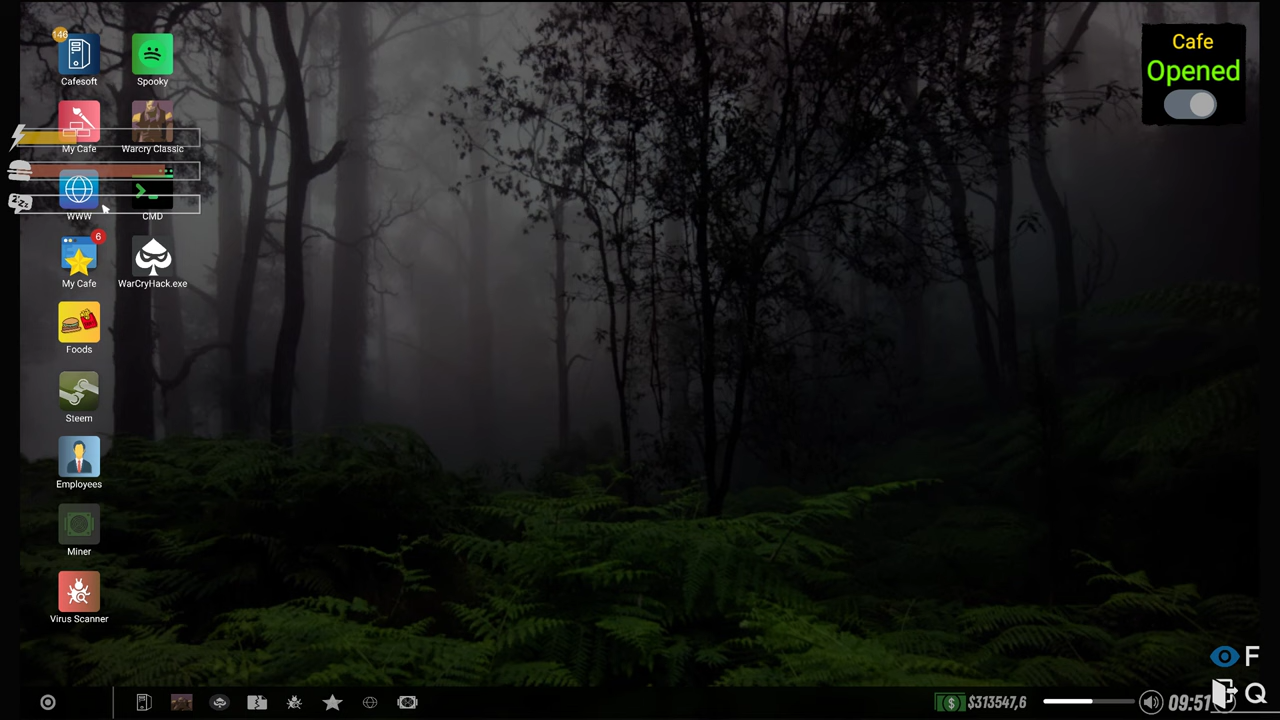 146
Cafesoft
Spooky
My Cafe
Warcry Classic
WWW
CMD
6
My Cafe
WarCryHack.exe
Foods
Steem
Employees
Miner
Virus Scanner
Cafe
Opened
F
Q
$313547,6
09:51